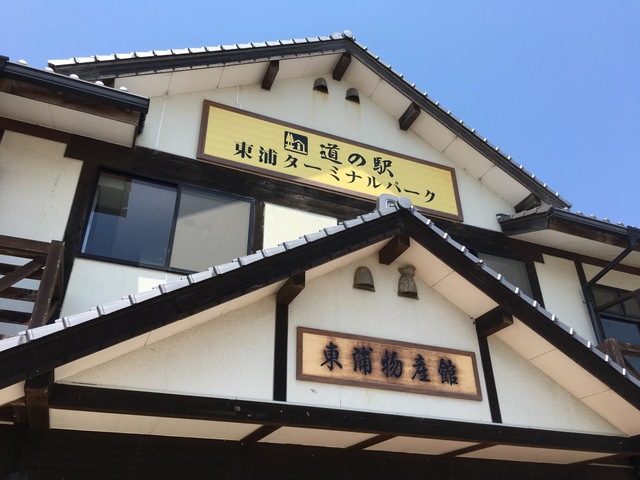 道の駅
東浦ターミナルパーク
東浦物産館